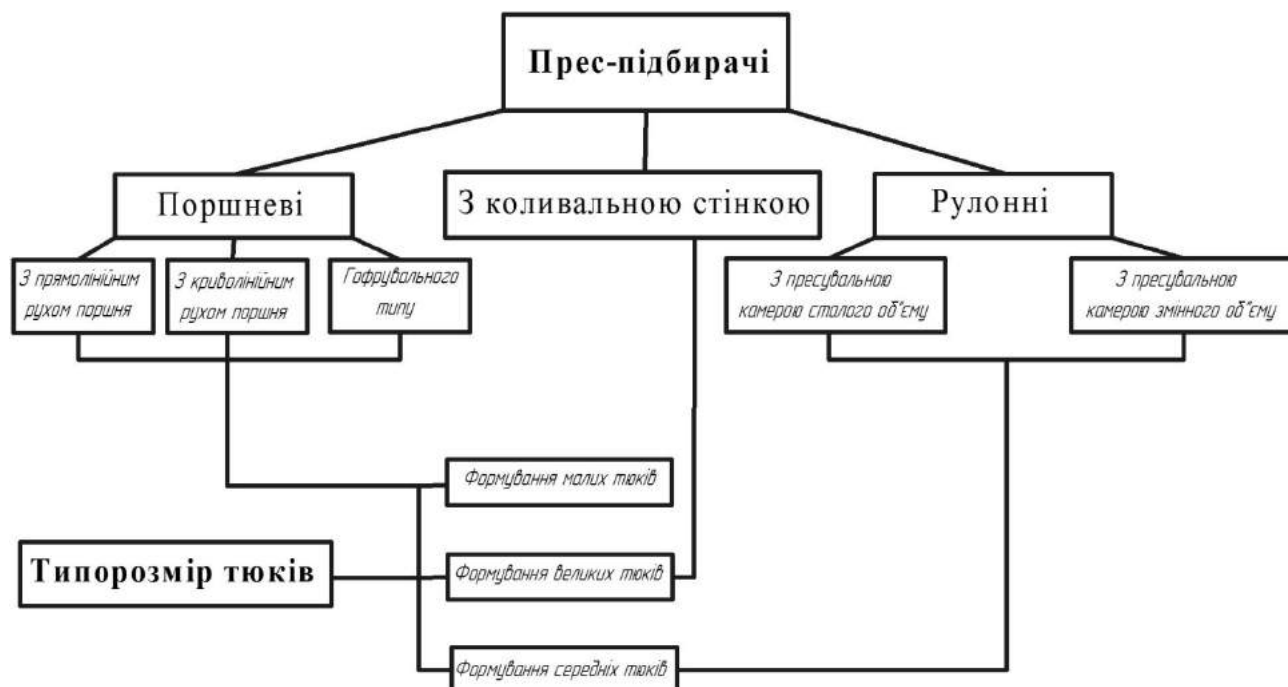 Прес-підбирачі
Поршневі
З коливальною стінкою
Рулонні
З прямолінійним
рухом поршня
З криволінійним
рухом поршня
Гофрувального
типу
З пресувальною
камерою сталого об"єму
З пресувальною
камерою змінного об"єму
Формування малих тюків
Типорозмір тюків
Формування великих тюків
Формування середніх тюків